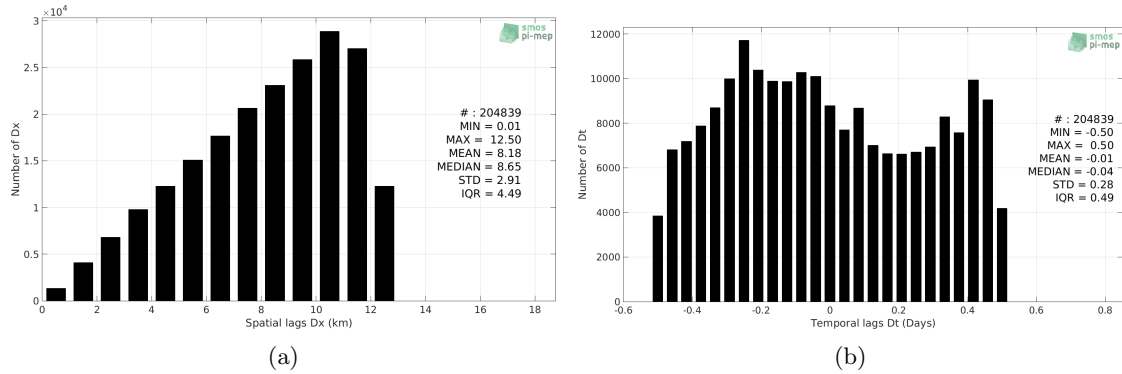 ×10⁴
3
2.5
2
1.5
1
0.5
0
Number of Dx
0 2 4 6 8 10 12 14 16 18
Spatial lags Dx (km)
smos
pi-mep
# : 204839
MIN = 0.01
MAX = 12.50
MEAN = 8.18
MEDIAN = 8.65
STD = 2.91
IQR = 4.49
(a)
12000
10000
8000
6000
4000
2000
0
Number of Dt
-0.6 -0.4 -0.2 0 0.2 0.4 0.6 0.8
Temporal lags Dt (Days)
smos
pi-mep
# : 204839
MIN = -0.50
MAX = 0.50
MEAN = -0.01
MEDIAN = -0.04
STD = 0.28
IQR = 0.49
(b)